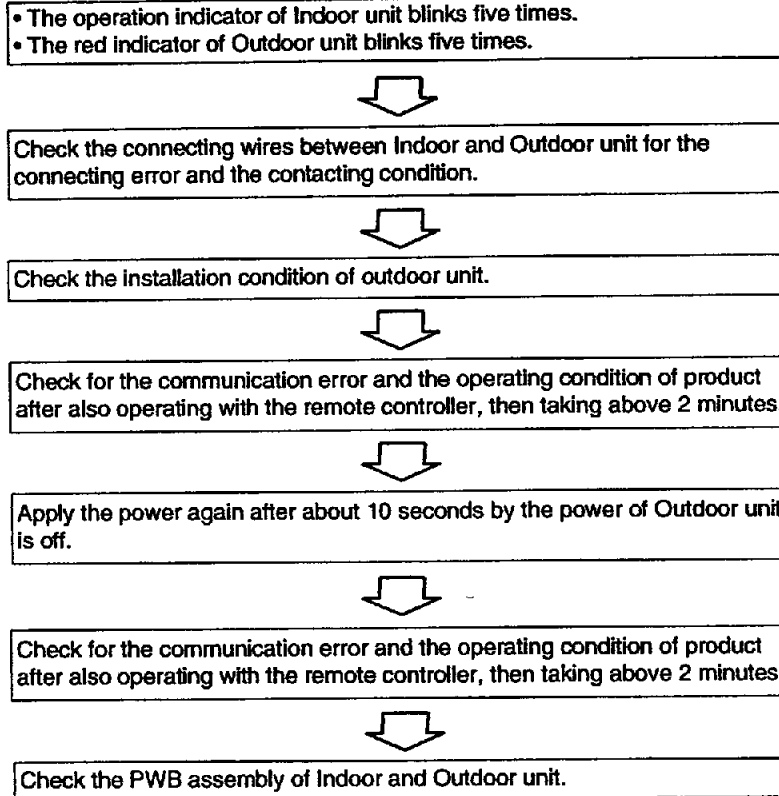 • The operation indicator of Indoor unit blinks five times.
• The red indicator of Outdoor unit blinks five times.
Check the connecting wires between Indoor and Outdoor unit for the
connecting error and the contacting condition.
Check the installation condition of outdoor unit.
Check for the communication error and the operating condition of product
after also operating with the remote controller, then taking above 2 minutes
Apply the power again after about 10 seconds by the power of Outdoor unit
is off.
Check for the communication error and the operating condition of product
after also operating with the remote controller, then taking above 2 minutes
Check the PWB assembly of Indoor and Outdoor unit.